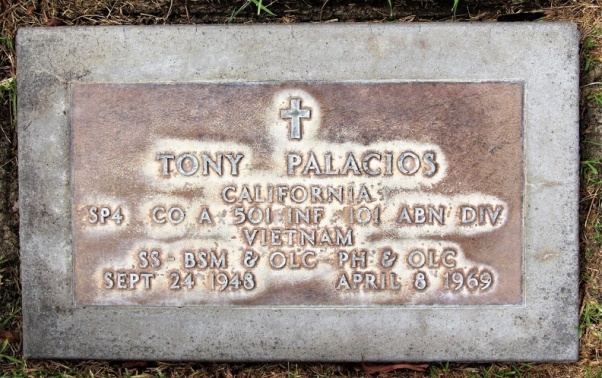 TONY PALACIOS
CALIFORNIA
SP4 CO A 501 INF 101 ABN DIV
VIETNAM
SS - BSM & OLC - PH & OLC
SEPT 24 1948 APRIL 8 1969